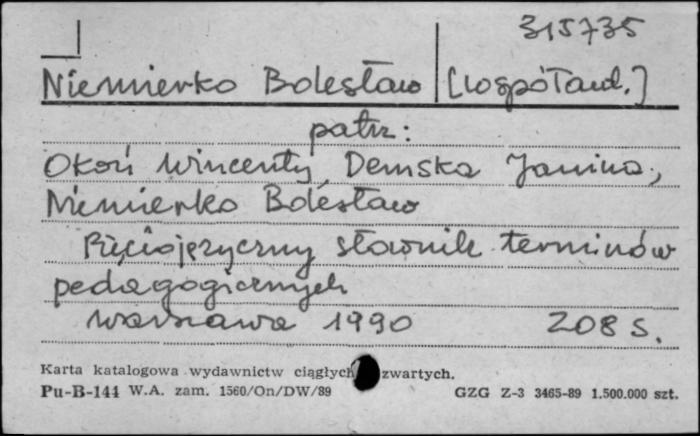 315735
Niemierko Bolesław [współaut.]
patrz:
Okoń Wincenty, Demska Janina,
Niemierko Bolesław
Pięciojęzyczny słownik terminów
pedagogicznych
Warszawa 1990 208 s.
Karta katalogowa wydawnictw ciągłych zwartych.
Pu-B-144 W.A. zam. 1560/On/DW/89 GZG Z-3 3465-89 1.500.000 szt.